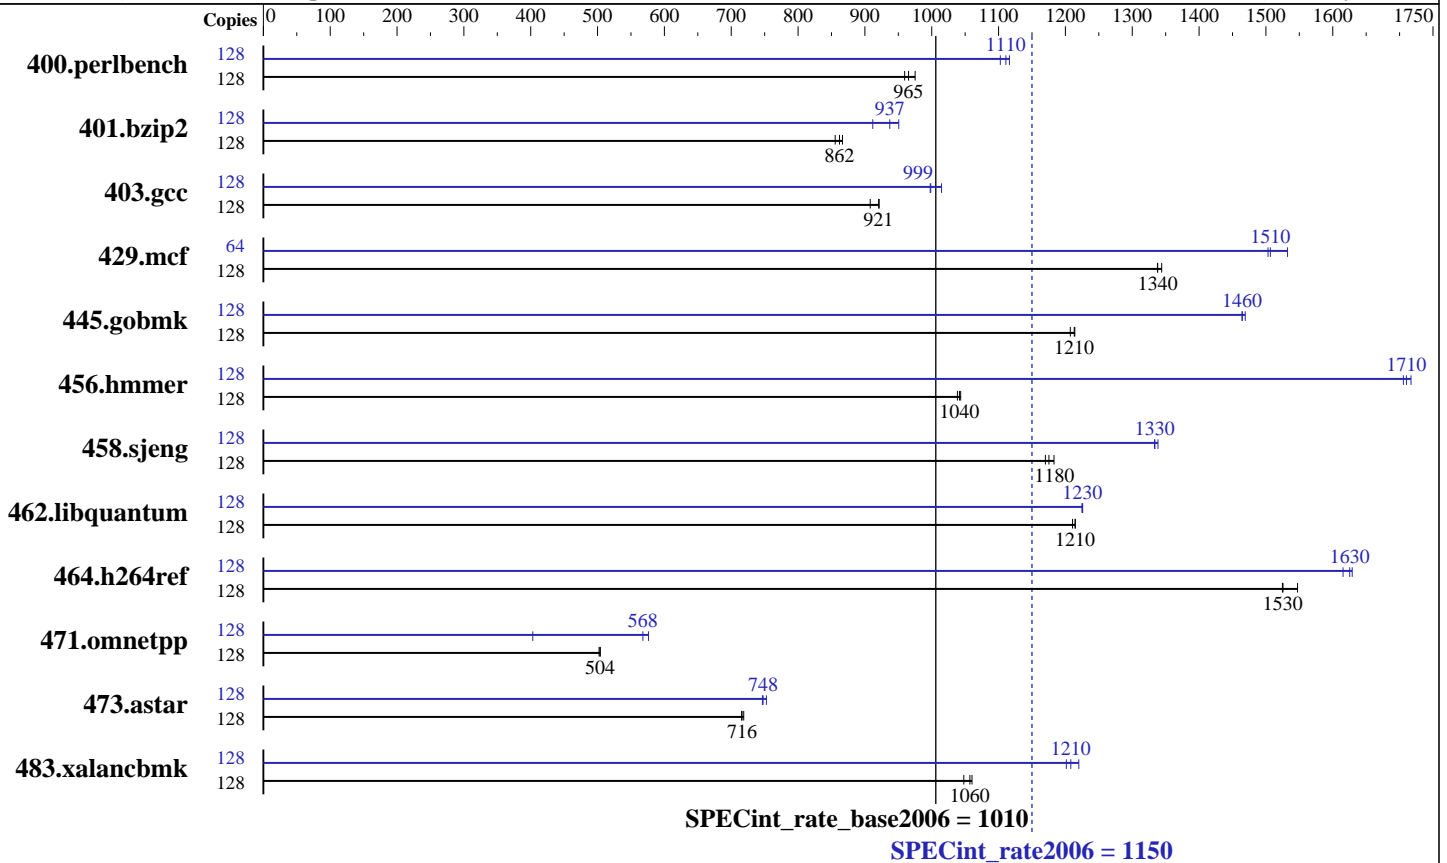 Copies 0 100 200 300 400 500 600 700 800 900 1000 1100 1200 1300 1400 1500 1600 1750
400.perlbench 128 1110
128 965
401.bzip2 128 937
128 862
403.gcc 128 999
128 921
429.mcf 64 1510
128 1340
445.gobmk 128 1460
128 1210
456.hmmer 128 1710
128 1040
458.sjeng 128 1330
128 1180
462.libquantum 128 1230
128 1210
464.h264ref 128 1630
128 1530
471.omnetpp 128 568
128 504
473.astar 128 748
128 716
483.xalancbmk 128 1210
128 1060
SPECint_rate_base2006 = 1010
SPECint_rate2006 = 1150